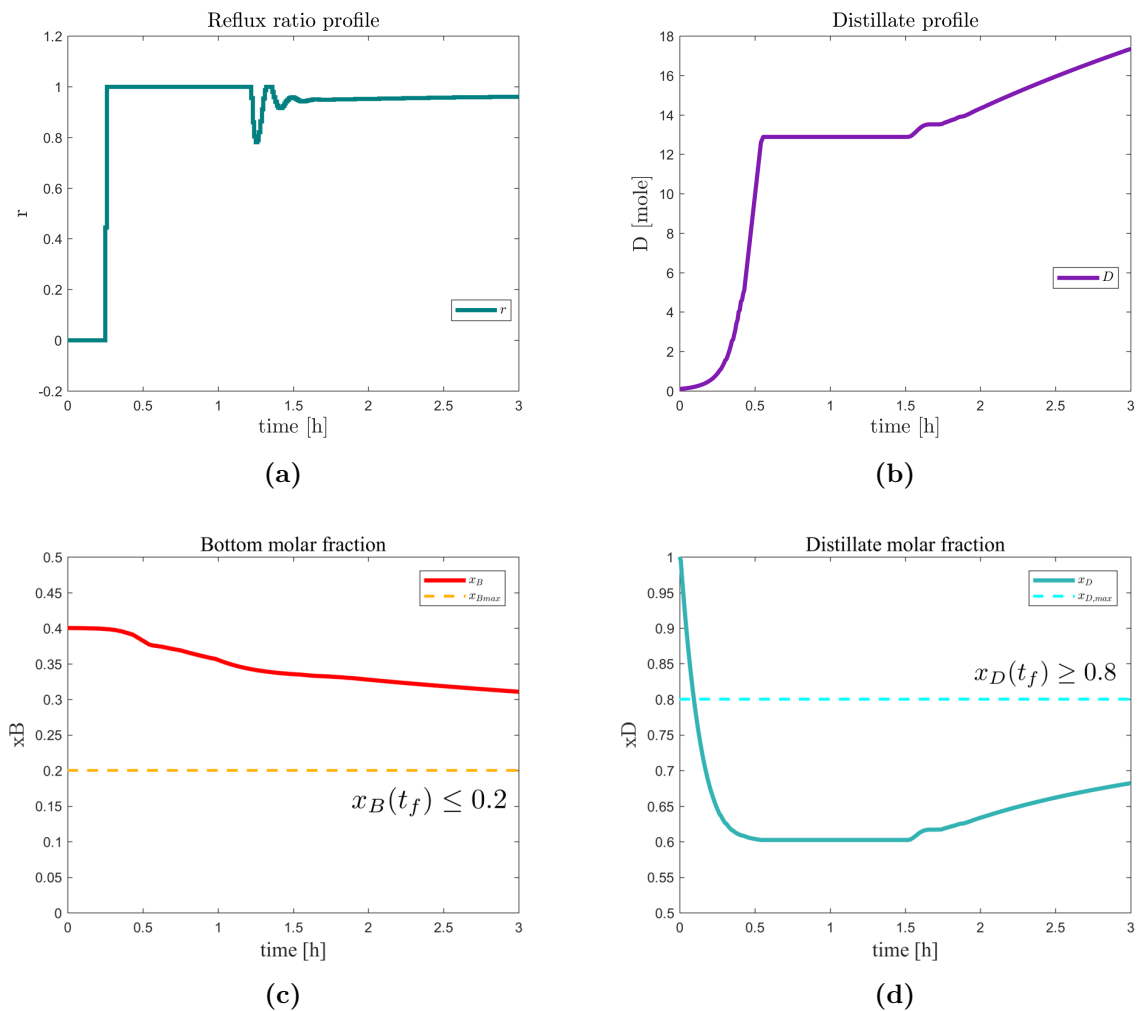 Reflux ratio profile
1.2
1
0.8
0.6
0.4
0.2
0
-0.2
r
r
0 0.5 1 1.5 2 2.5 3
time [h]
(a)
Distillate profile
18
16
14
12
10
8
6
4
2
0
D [mole]
D
0 0.5 1 1.5 2 2.5 3
time [h]
(b)
Bottom molar fraction
0.5
0.45
0.4
0.35
0.3
0.25
0.2
0.15
0.1
0.05
0
xB
x_B
x_{Bmax}
x_B(t_f) ≤ 0.2
0 0.5 1 1.5 2 2.5 3
time [h]
(c)
Distillate molar fraction
1
0.95
0.9
0.85
0.8
0.75
0.7
0.65
0.6
0.55
0.5
xD
x_D
x_{D,max}
x_D(t_f) ≥ 0.8
0 0.5 1 1.5 2 2.5 3
time [h]
(d)